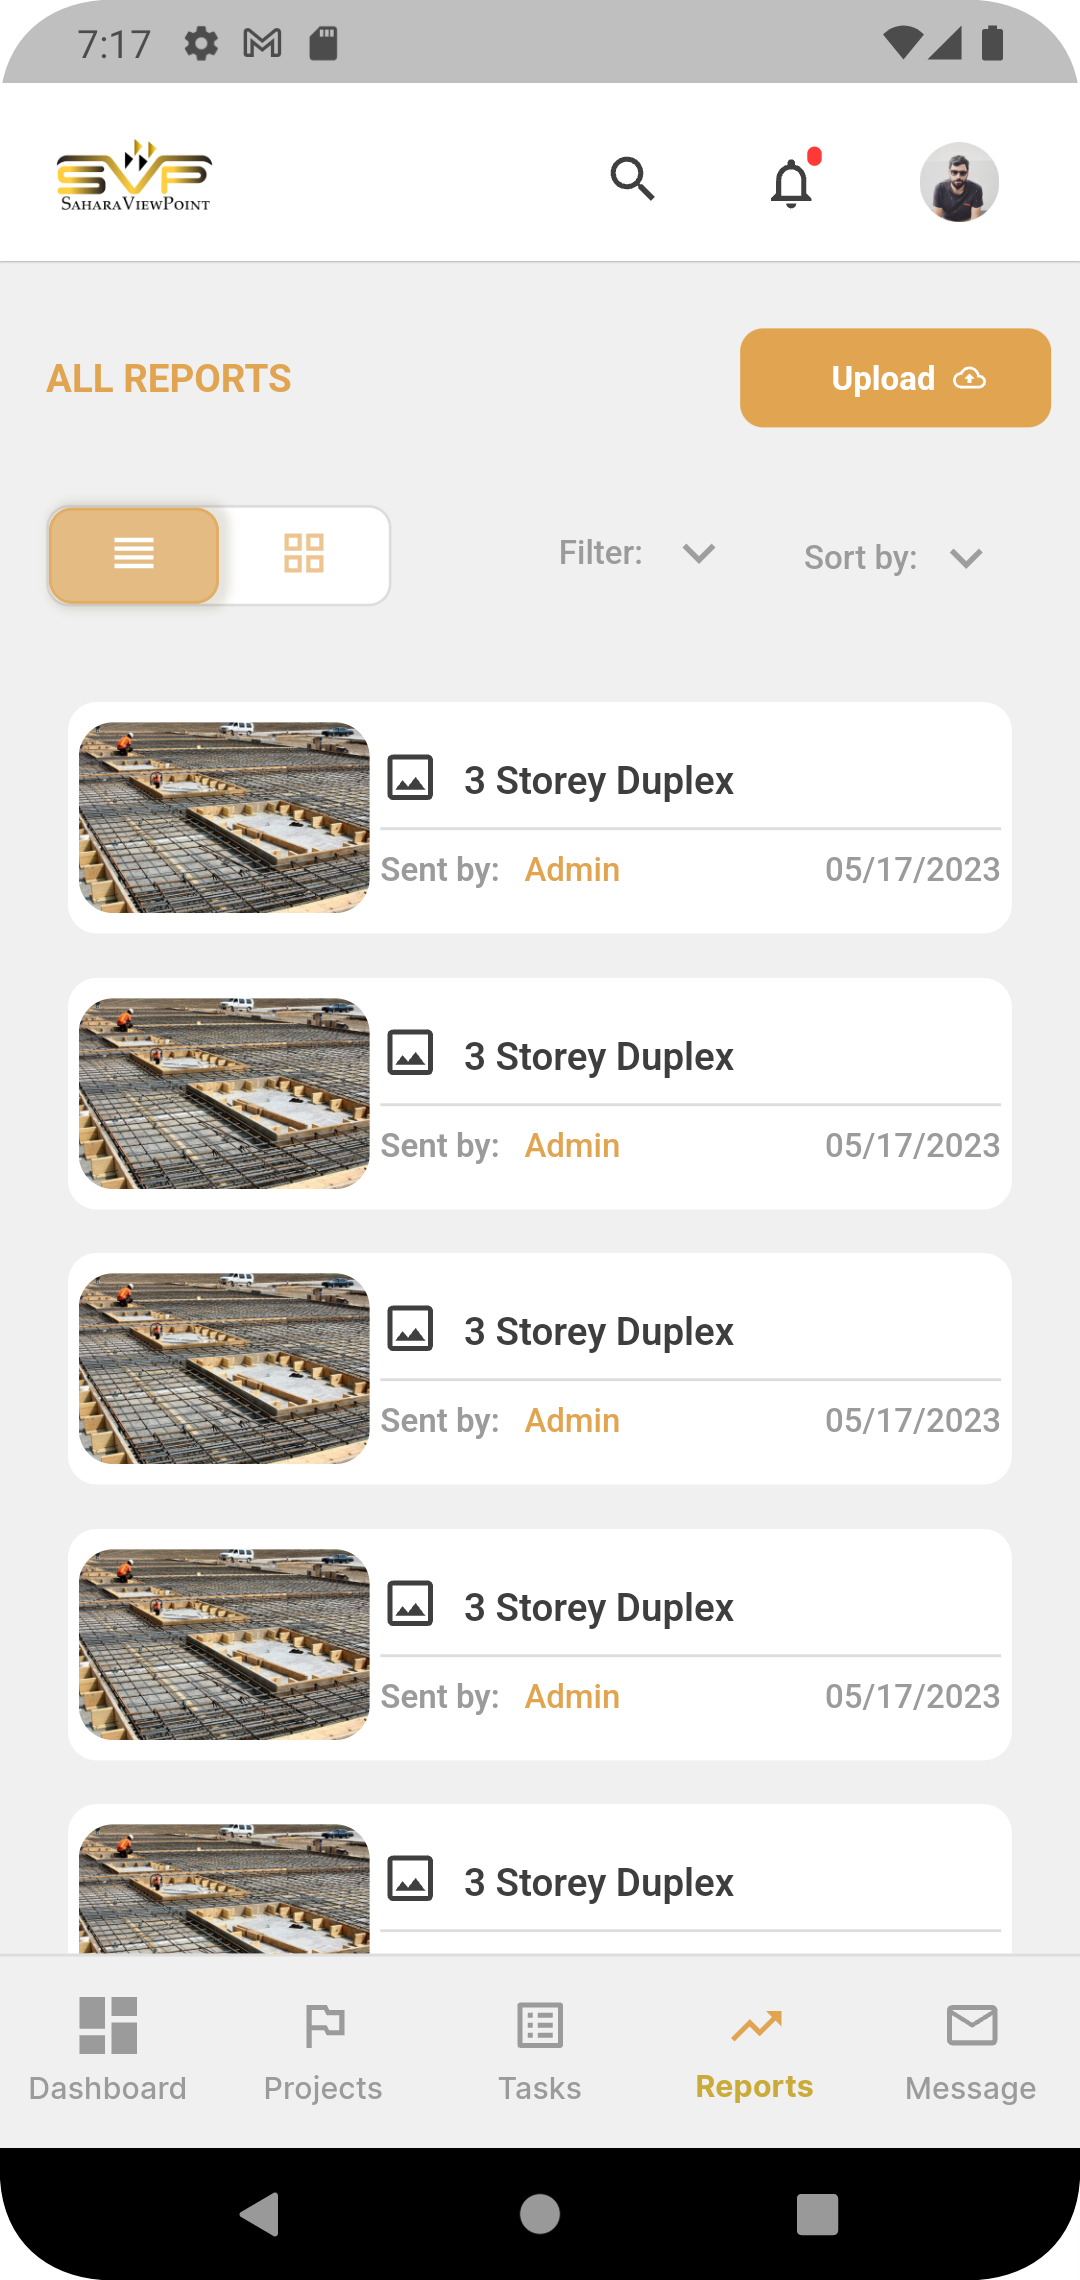 7:17
SVP
SAHARAVIEWPOINT
ALL REPORTS
Upload
Filter:
Sort by:
3 Storey Duplex
Sent by: Admin 05/17/2023
3 Storey Duplex
Sent by: Admin 05/17/2023
3 Storey Duplex
Sent by: Admin 05/17/2023
3 Storey Duplex
Sent by: Admin 05/17/2023
3 Storey Duplex
Dashboard Projects Tasks Reports Message